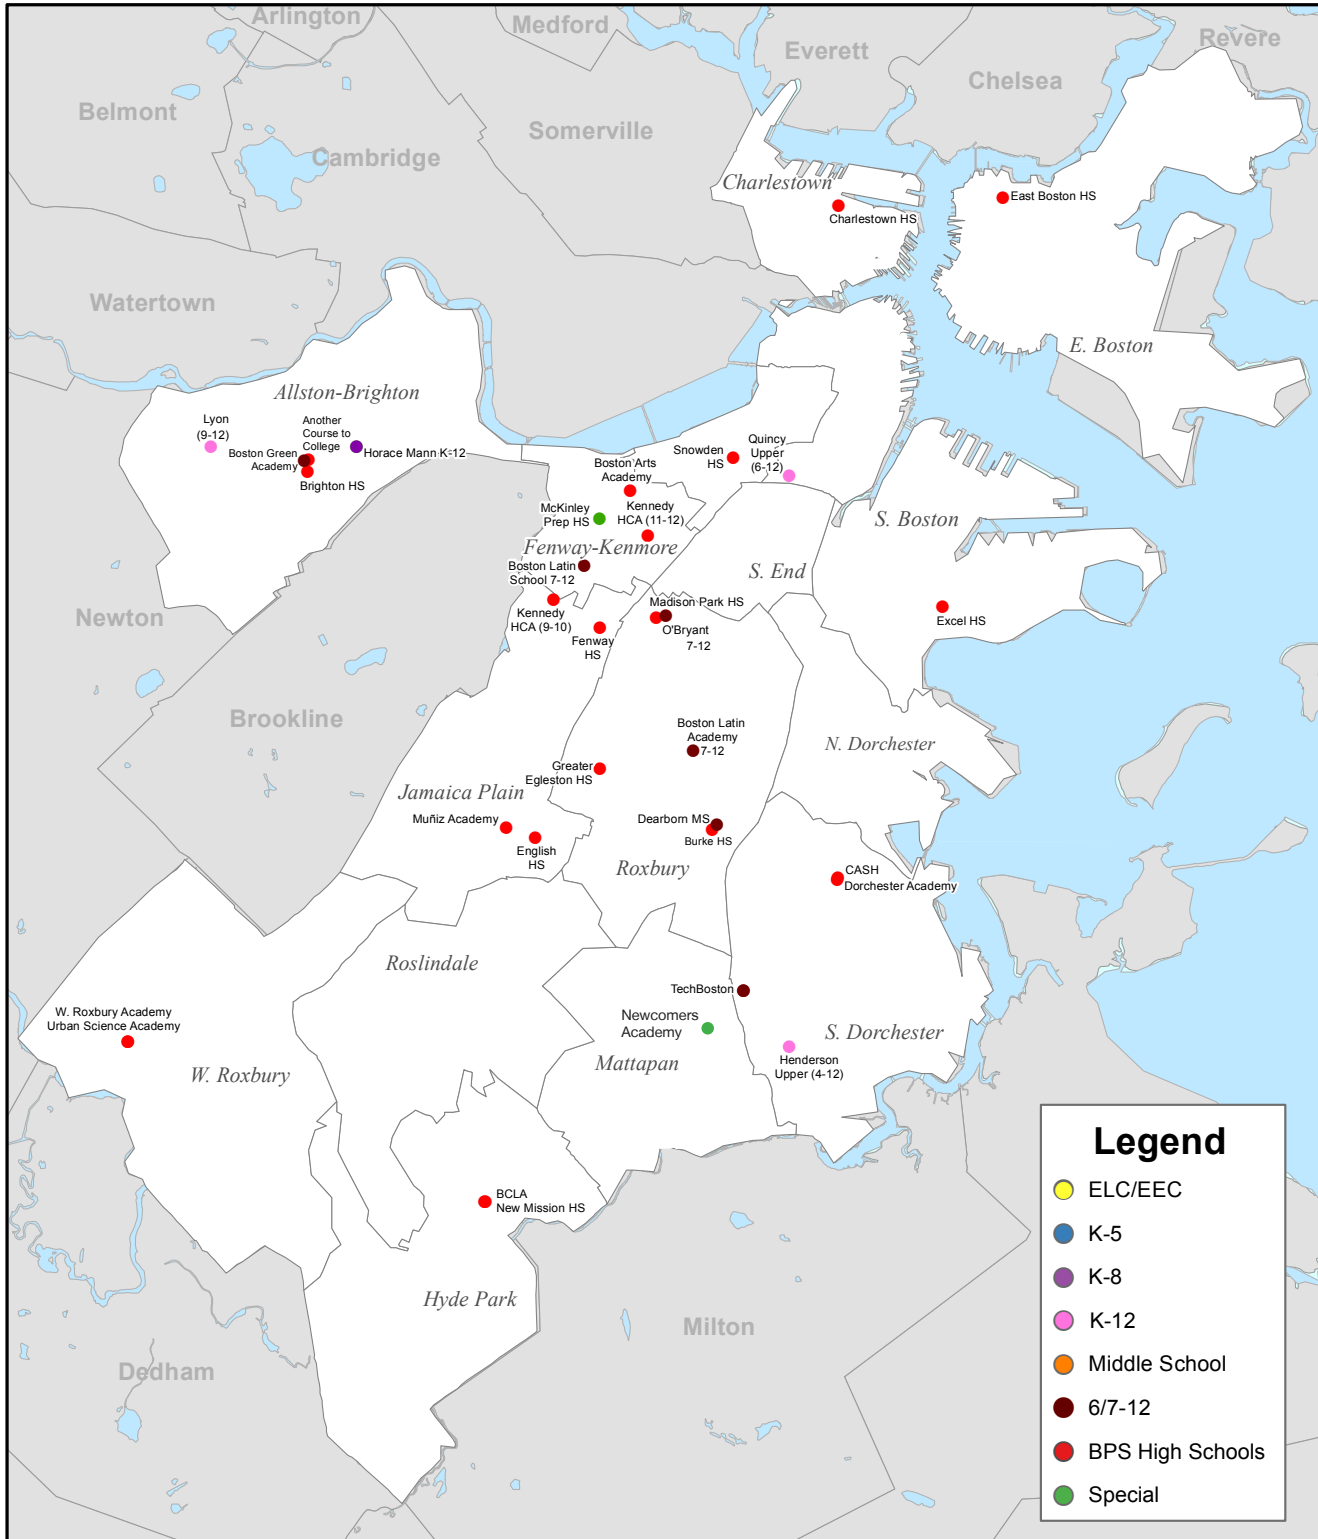 Arlington
Medford
Everett
Revere
Chelsea
Belmont
Somerville
Cambridge
Charlestown
Charlestown HS
East Boston HS
Watertown
E. Boston
Allston-Brighton
Lyon
(9-12)
Another
Course to
College
Boston Green
Academy
Horace Mann K-12
Brighton HS
Snowden
HS
Quincy
Upper
(6-12)
Boston Arts
Academy
McKinley
Prep HS
Kennedy
HCA (11-12)
Fenway-Kenmore
S. Boston
S. End
Boston Latin
School 7-12
Newton
Kennedy
HCA (9-10)
Fenway
HS
Madison Park HS
O'Bryant
7-12
Excel HS
Brookline
Boston Latin
Academy
7-12
N. Dorchester
Greater
Egleston HS
Jamaica Plain
Muñiz Academy
English
HS
Dearborn MS
Burke HS
Roxbury
CASH
Dorchester Academy
Roslindale
TechBoston
W. Roxbury Academy
Urban Science Academy
Newcomers
Academy
S. Dorchester
W. Roxbury
Mattapan
Henderson
Upper (4-12)
BCLA
New Mission HS
Hyde Park
Milton
Dedham
Legend
ELC/EEC
K-5
K-8
K-12
Middle School
6/7-12
BPS High Schools
Special